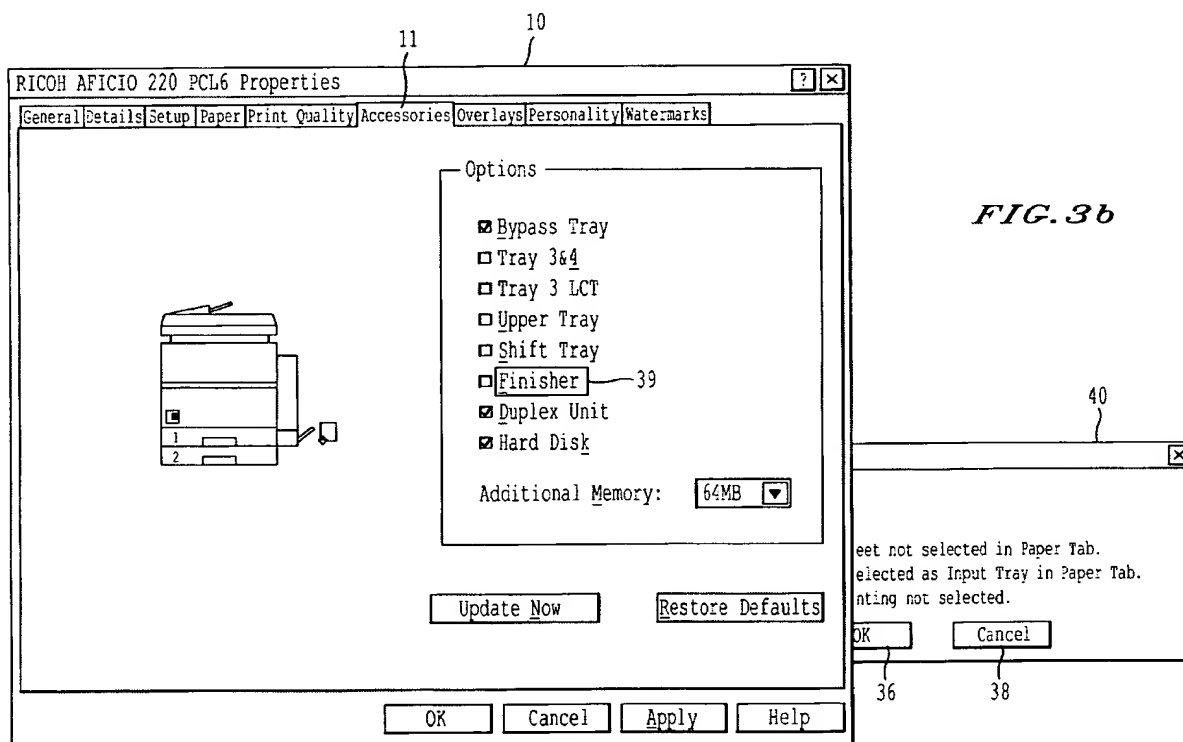 10
11
RICOH AFICIO 220 PCL6 Properties ?
General Details Setup Paper Print Quality Accessories Overlays Personality Watermarks
Options
FIG. 3b
Bypass Tray
Tray 3&4
Tray 3 LCT
Upper Tray
Shift Tray
Finisher 39
Duplex Unit
Hard Disk
1
2
40
Additional Memory: 64MB
eet not selected in Paper Tab.
elected as Input Tray in Paper Tab.
nting not selected.
Update Now Restore Defaults
OK Cancel
36 38
OK Cancel Apply Help